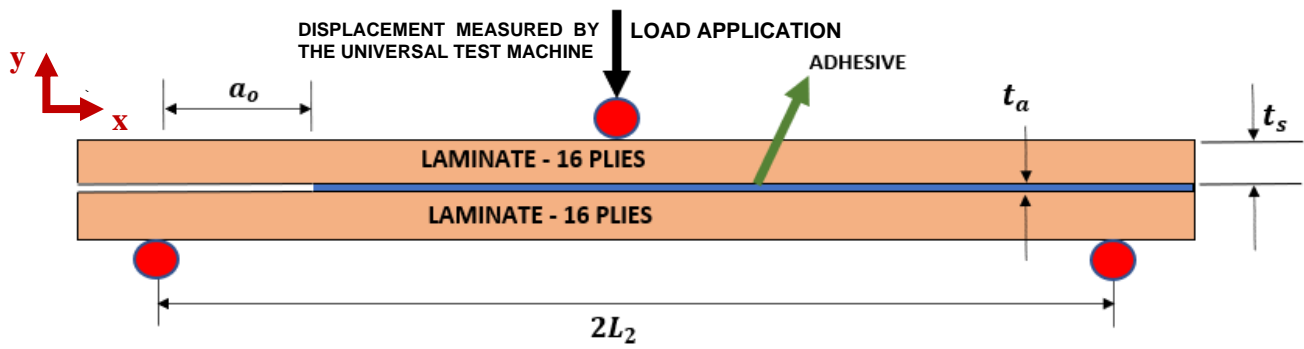 DISPLACEMENT MEASURED BY
THE UNIVERSAL TEST MACHINE
LOAD APPLICATION
y
x
a_o
ADHESIVE
t_a
t_s
LAMINATE - 16 PLIES
LAMINATE - 16 PLIES
2L_2